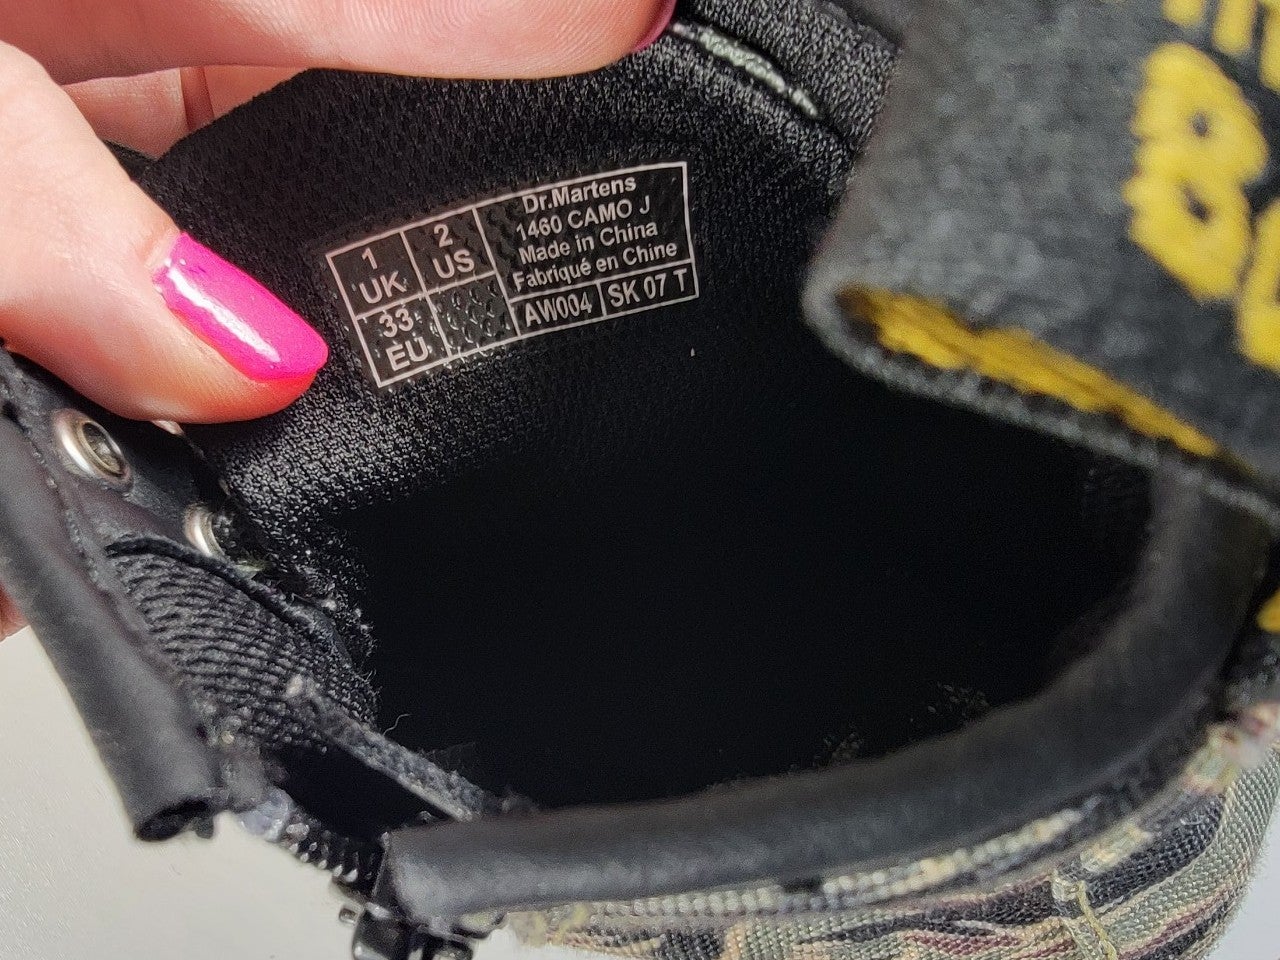 1
UK
2
US
33
EU
Dr.Martens
1460 CAMO J
Made in China
Fabriqué en Chine
AW004
SK 07 T